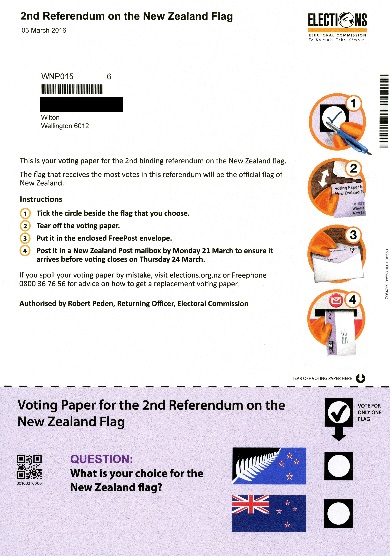 2nd Referendum on the New Zealand Flag
03 March 2016
ELECTIONS
ELECTORAL COMMISSION
WNP015 6
Wilton
Wellington 6012
This is your voting paper for the 2nd binding referendum on the New Zealand flag.
The flag that receives the most votes in this referendum will be the official flag of
New Zealand.
Instructions
1 Tick the circle beside the flag that you choose.
2 Tear off the voting paper.
3 Put it in the enclosed FreePost envelope.
4 Post it in a New Zealand Post mailbox by Monday 21 March to ensure it
arrives before voting closes on Thursday 24 March.
If you spoil your voting paper by mistake, visit elections.org.nz or Freephone
0800 36 76 56 for advice on how to get a replacement voting paper.
Authorised by Robert Peden, Returning Officer, Electoral Commission
1
2
3
4
TEAR OFF VOTING PAPER HERE
Voting Paper for the 2nd Referendum on the
New Zealand Flag
VOTE FOR
ONLY ONE
FLAG
QUESTION:
What is your choice for the
New Zealand flag?